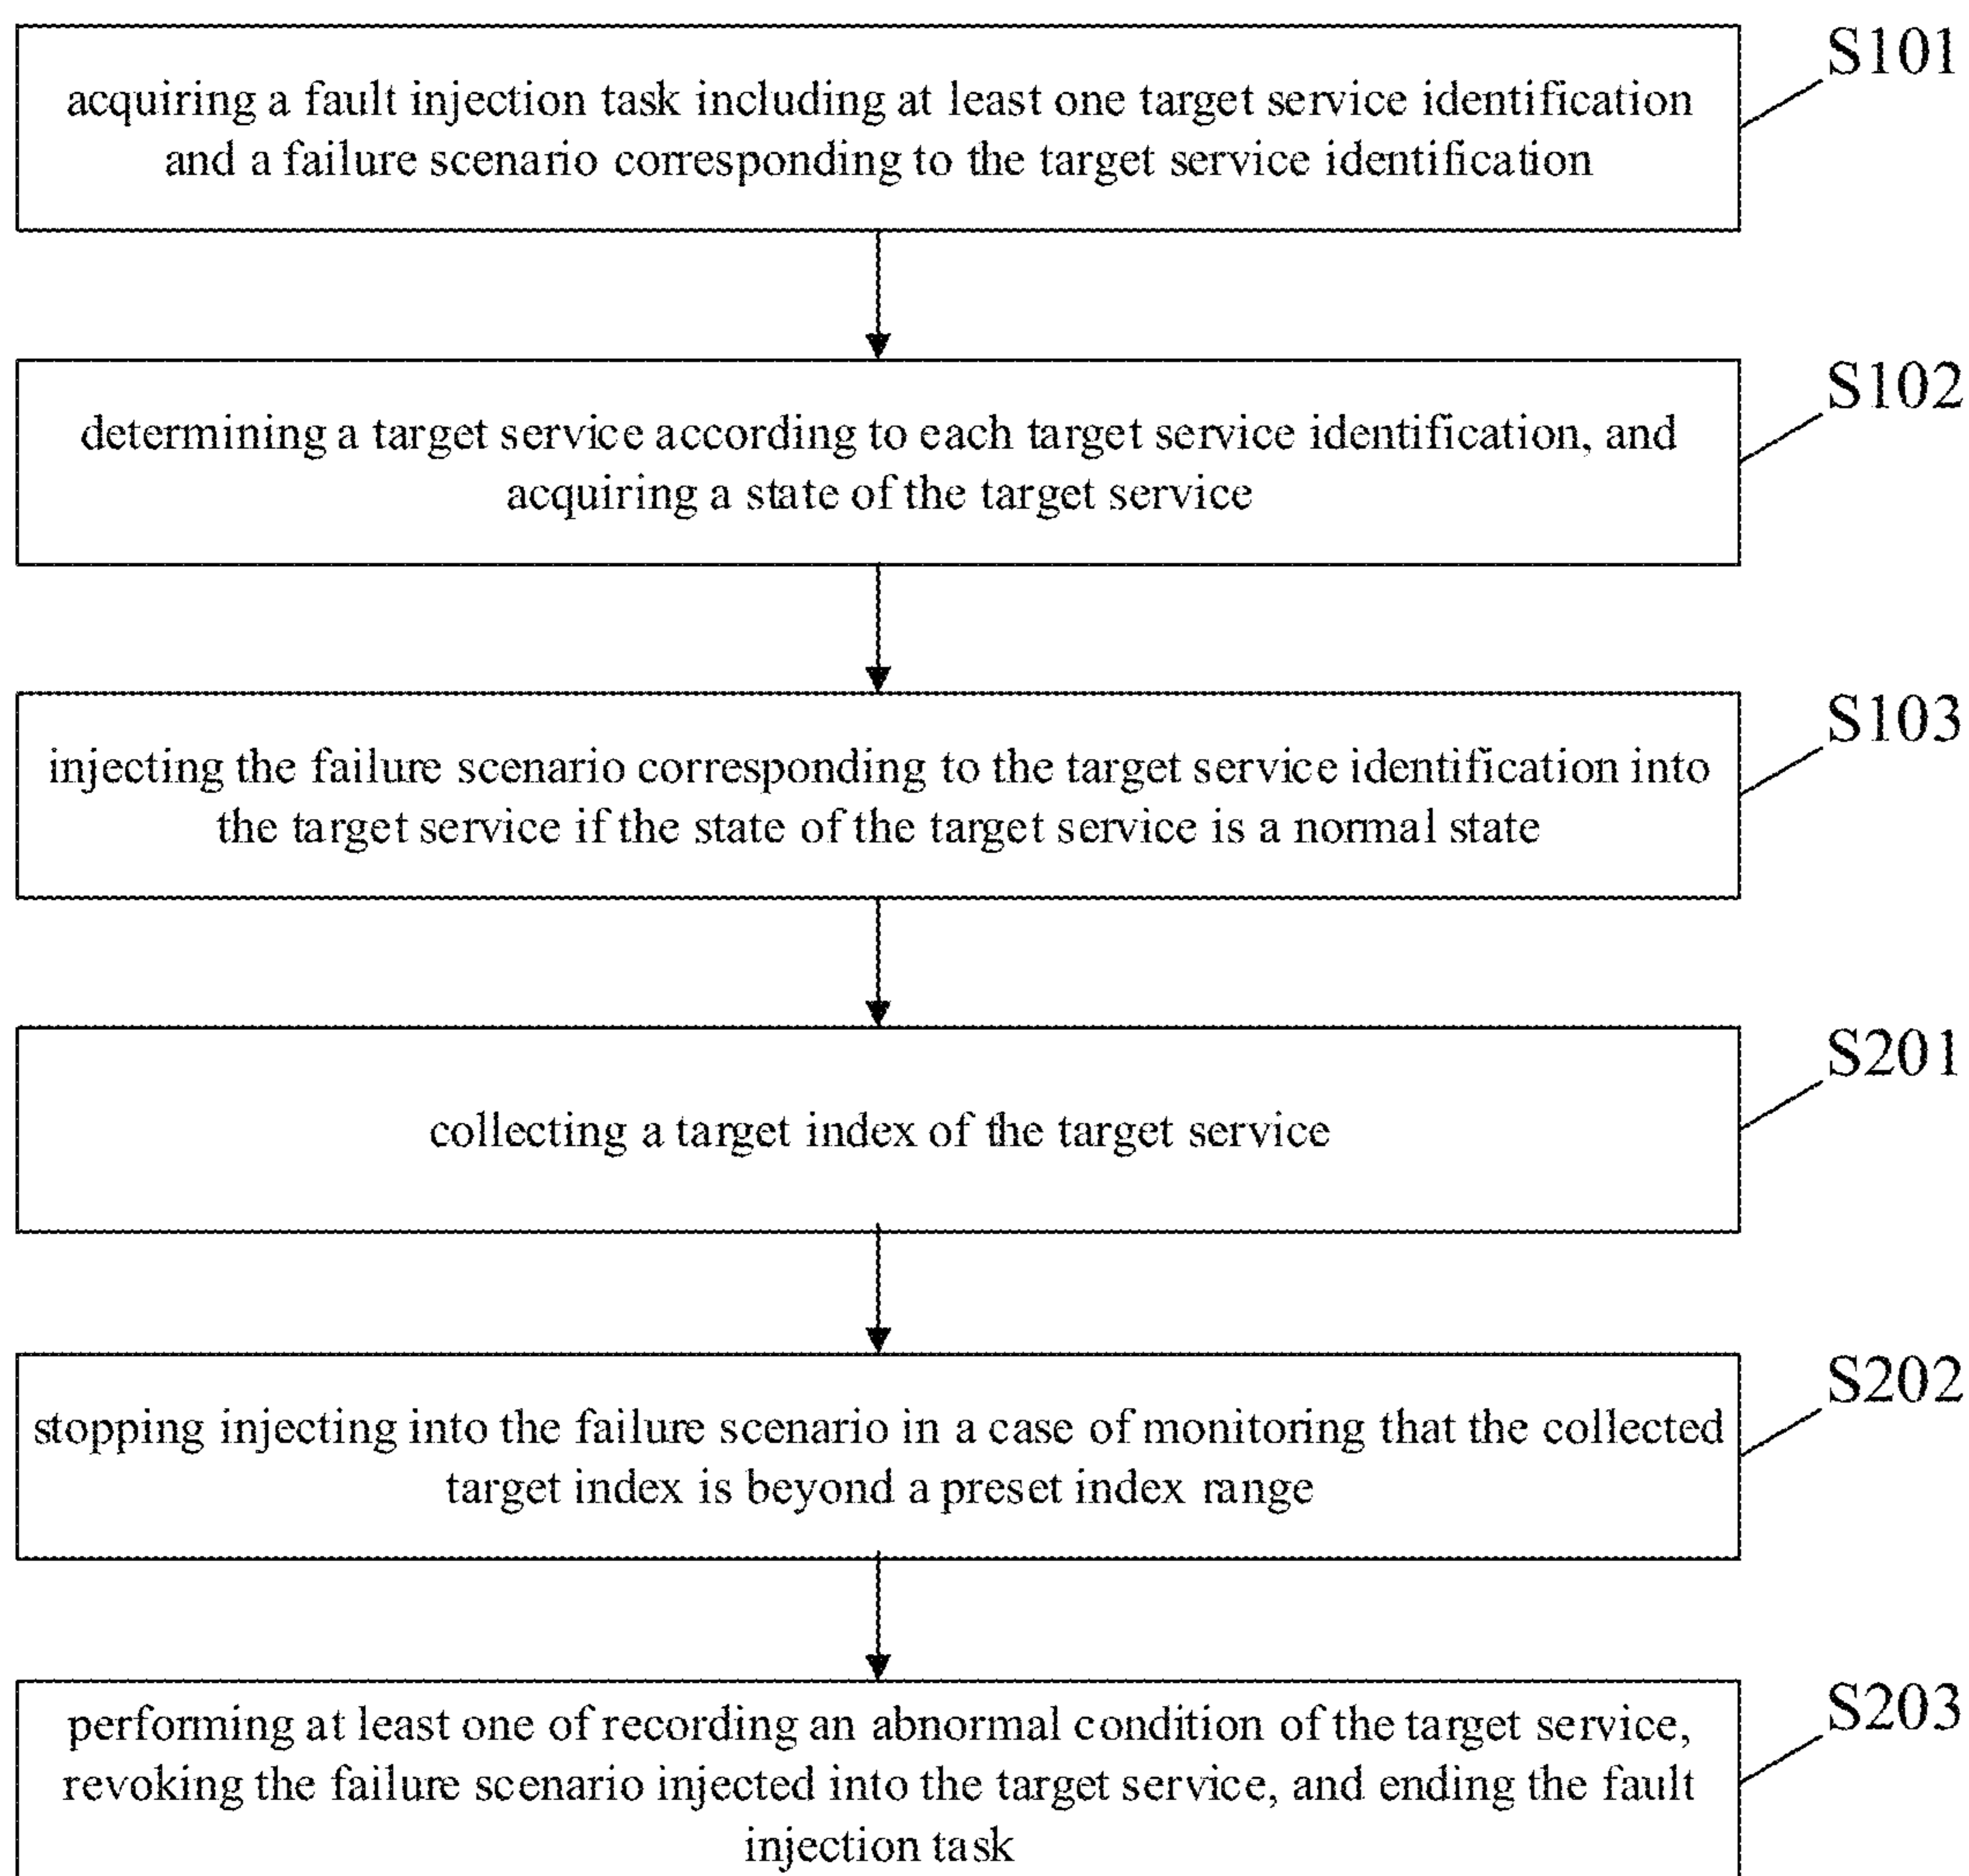 S101
acquiring a fault injection task including at least one target service identification
and a failure scenario corresponding to the target service identification
S102
determining a target service according to each target service identification, and
acquiring a state of the target service
S103
injecting the failure scenario corresponding to the target service identification into
the target service if the state of the target service is a normal state
S201
collecting a target index of the target service
S202
stopping injecting into the failure scenario in a case of monitoring that the collected
target index is beyond a preset index range
S203
performing at least one of recording an abnormal condition of the target service,
revoking the failure scenario injected into the target service, and ending the fault
injection task